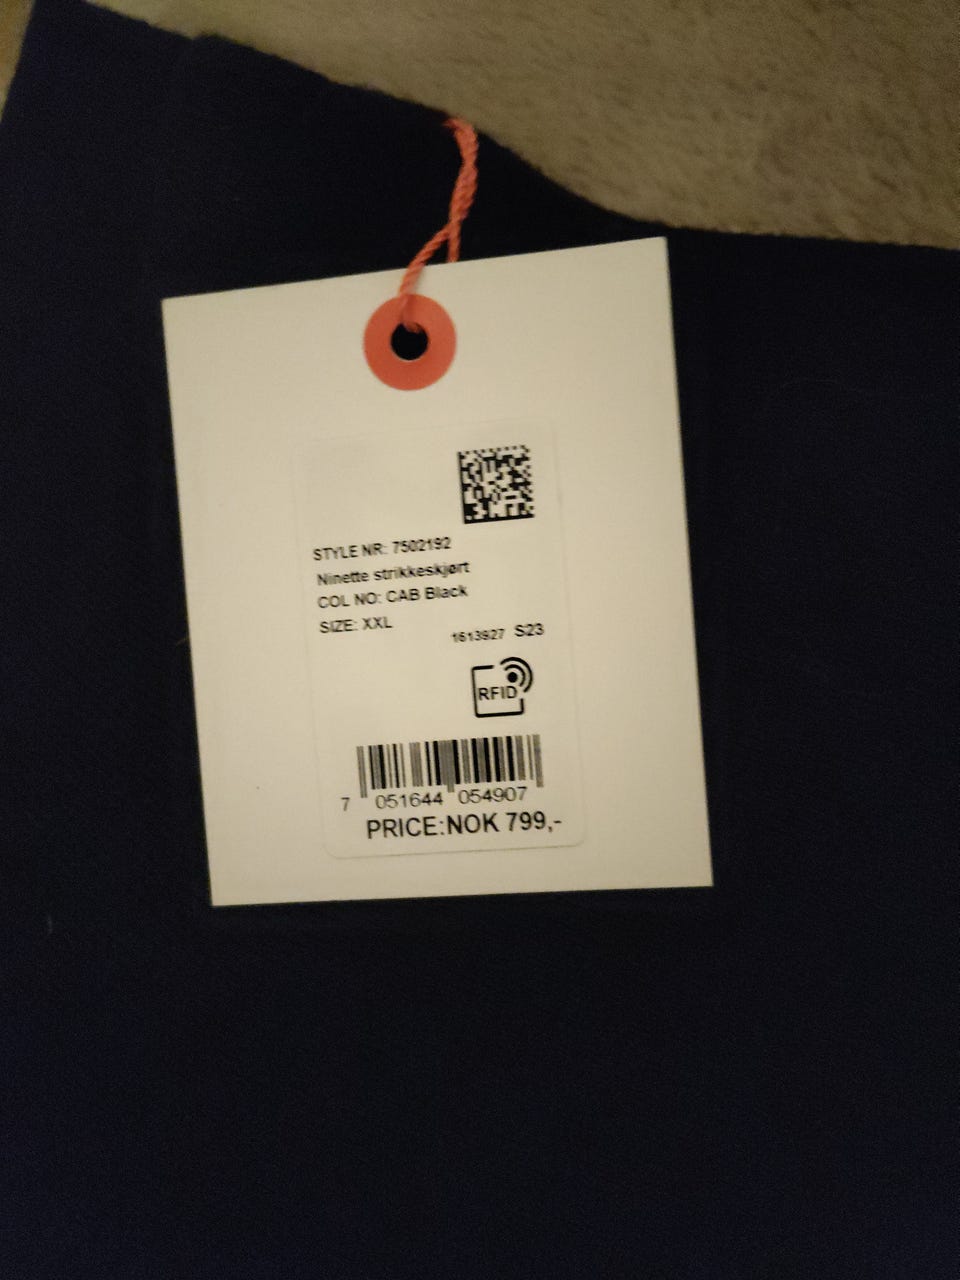 STYLE NR: 7502192
Ninette strikkeskjørt
COL NO: CAB Black
SIZE: XXL
1613927 S23
RFID
7 051644 054907
PRICE:NOK 799,-